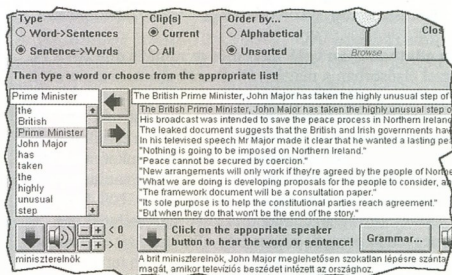 Type
Clip(s)
Order by...
Word->Sentences
Current
Alphabetical
Sentence->Words
All
Unsorted
Browse
Clos
Then type a word or choose from the appropriate list!
Prime Minister
The British Prime Minister, John Major has taken the highly unusual step of
the
British
Prime Minister
John Major
has
taken
the
highly
unusual
step
The British Prime Minister, John Major has taken the highly unusual step o
His broadcast was intended to save the peace process in Northern Ireland
The leaked document suggests that the British and Irish governments hav
In his televised speech Mr Major made it clear that he wanted a lasting pe
"Nothing is going to be imposed on Northern Ireland."
"Peace cannot be secured by coercion."
"New arrangements will only work if they're agreed by the people of Northe
"What we are doing is developing proposals for the people to consider, an
"The framework document will be a consultation paper."
"Its sole purpose is to help the constitutional parties reach agreement."
"But when they do that won't be the end of the story."
- + < 0
- + > 0
Click on the appopriate speaker
button to hear the word or sentence!
Grammar...
miniszterelnök
A brit miniszterelnök, John Major meglehetősen szokatlan lépésre szánta
magát, amikor televíziós beszédet intézett az országhoz.